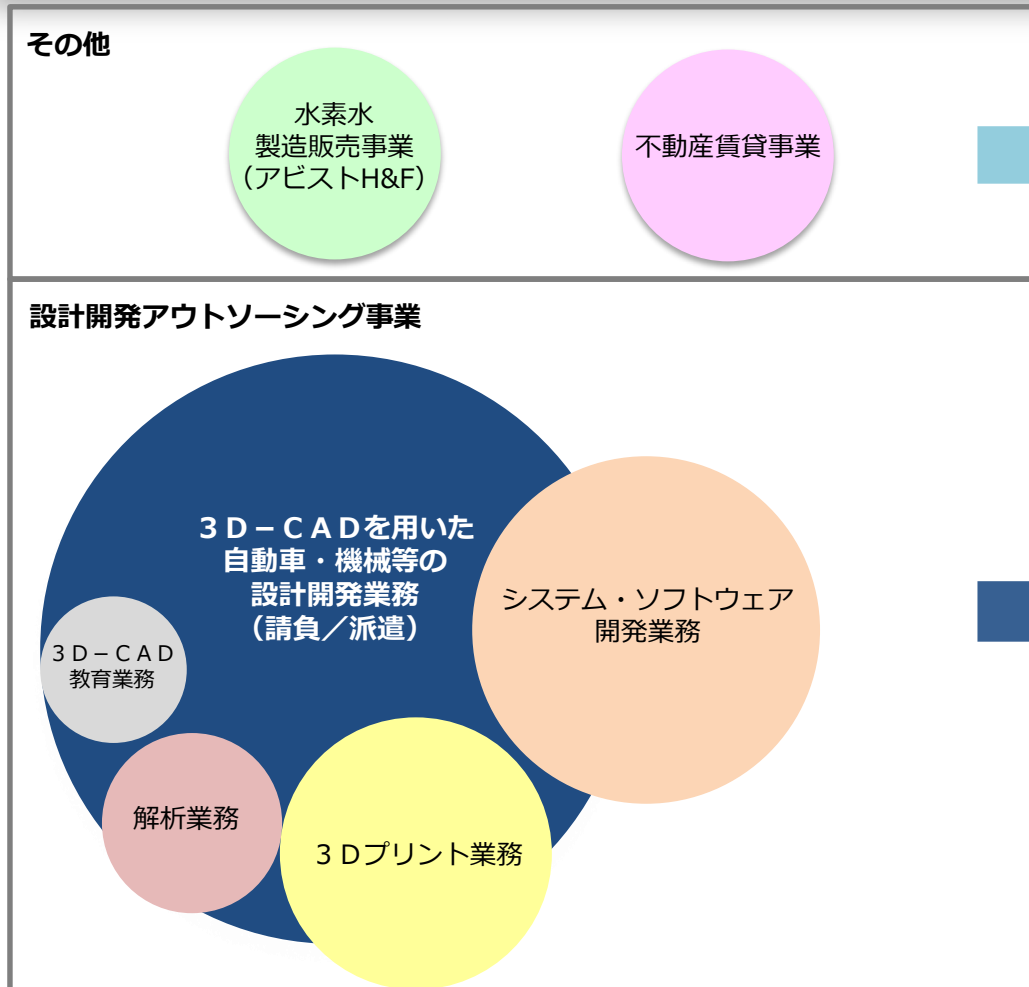 その他
水素水
製造販売事業
（アビストH&F）
不動産賃貸事業
設計開発アウトソーシング事業
３Ｄ－ＣＡＤを用いた
自動車・機械等の
設計開発業務
（請負／派遣）
システム・ソフトウェア
開発業務
３Ｄ－ＣＡＤ
教育業務
解析業務
３Ｄプリント業務